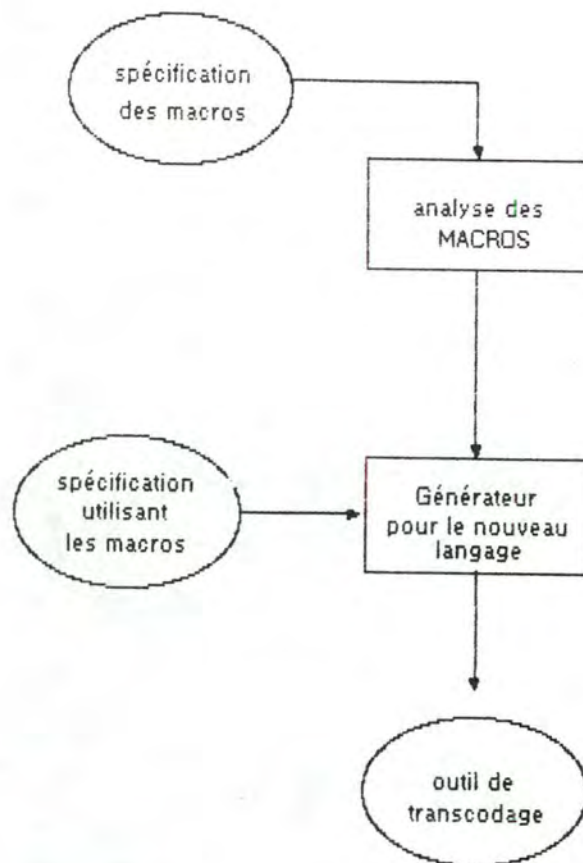 spécification
des macros
analyse des
MACROS
spécification
utilisant
les macros
Générateur
pour le nouveau
langage
outil de
transcodage